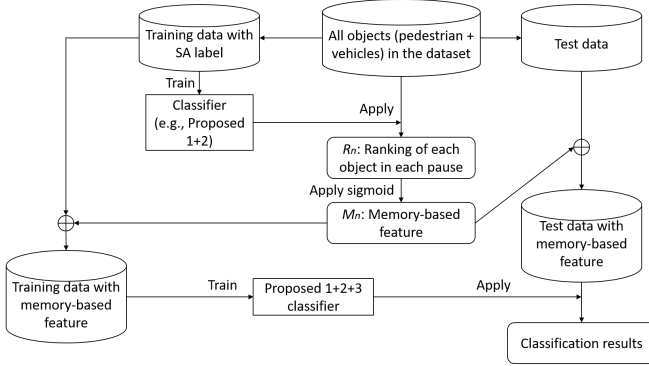 Training data with
SA label
All objects (pedestrian +
vehicles) in the dataset
Test data
Train
Classifier
(e.g., Proposed
1+2)
Apply
Rn: Ranking of each
object in each pause
Apply sigmoid
Mn: Memory-based
feature
Test data with
memory-based
feature
Training data with
memory-based
feature
Train
Proposed 1+2+3
classifier
Apply
Classification results